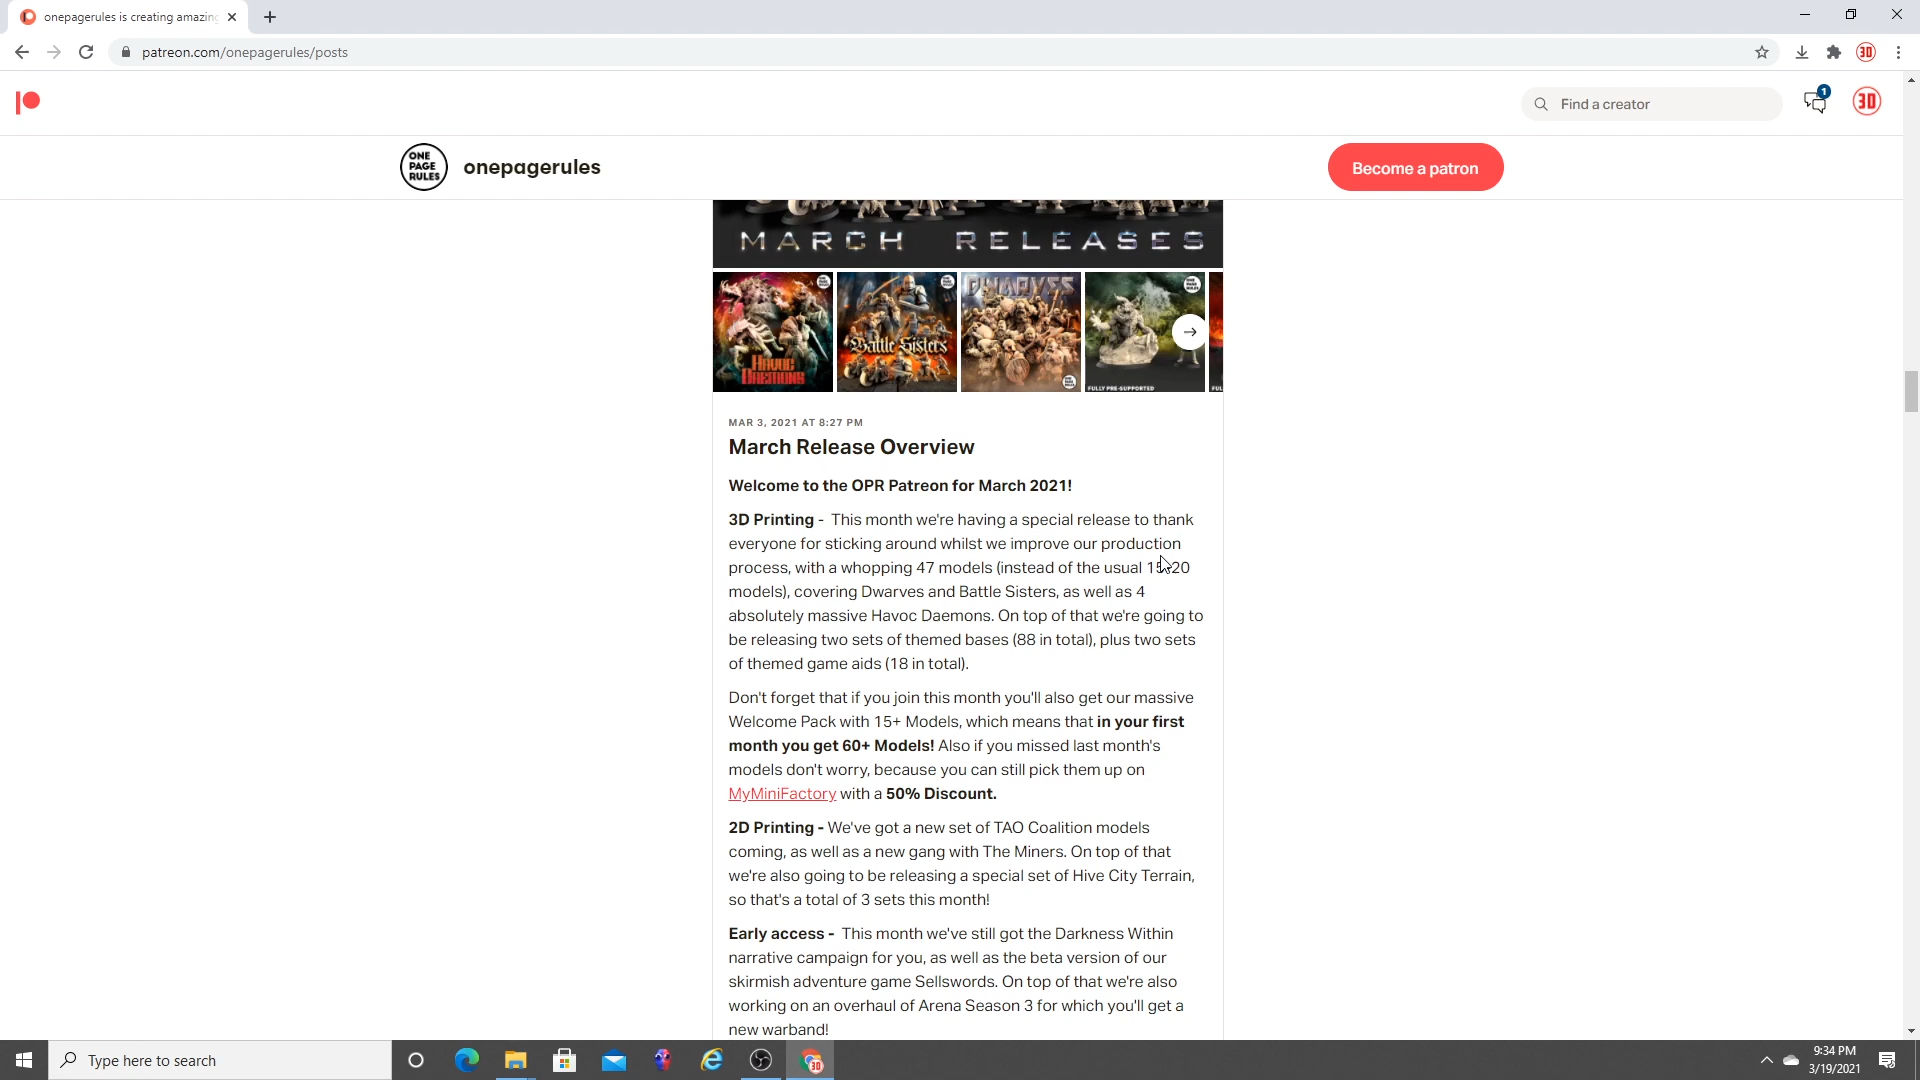 onepagerules is creating amazing
patreon.com/onepagerules/posts
Find a creator
1
3D
ONE
PAGE
RULES
onepagerules
Become a patron
MARCH RELEASES
HAVOC
DAEMONS
Battle Sisters
FULLY PRE-SUPPORTED
MAR 3, 2021 AT 8:27 PM
March Release Overview
Welcome to the OPR Patreon for March 2021!
3D Printing - This month we're having a special release to thank
everyone for sticking around whilst we improve our production
process, with a whopping 47 models (instead of the usual 15-20
models), covering Dwarves and Battle Sisters, as well as 4
absolutely massive Havoc Daemons. On top of that we're going to
be releasing two sets of themed bases (88 in total), plus two sets
of themed game aids (18 in total).
Don't forget that if you join this month you'll also get our massive
Welcome Pack with 15+ Models, which means that in your first
month you get 60+ Models! Also if you missed last month's
models don't worry, because you can still pick them up on
MyMiniFactory with a 50% Discount.
2D Printing - We've got a new set of TAO Coalition models
coming, as well as a new gang with The Miners. On top of that
we're also going to be releasing a special set of Hive City Terrain,
so that's a total of 3 sets this month!
Early access - This month we've still got the Darkness Within
narrative campaign for you, as well as the beta version of our
skirmish adventure game Sellswords. On top of that we're also
working on an overhaul of Arena Season 3 for which you'll get a
new warband!
Type here to search
9:34 PM
3/19/2021